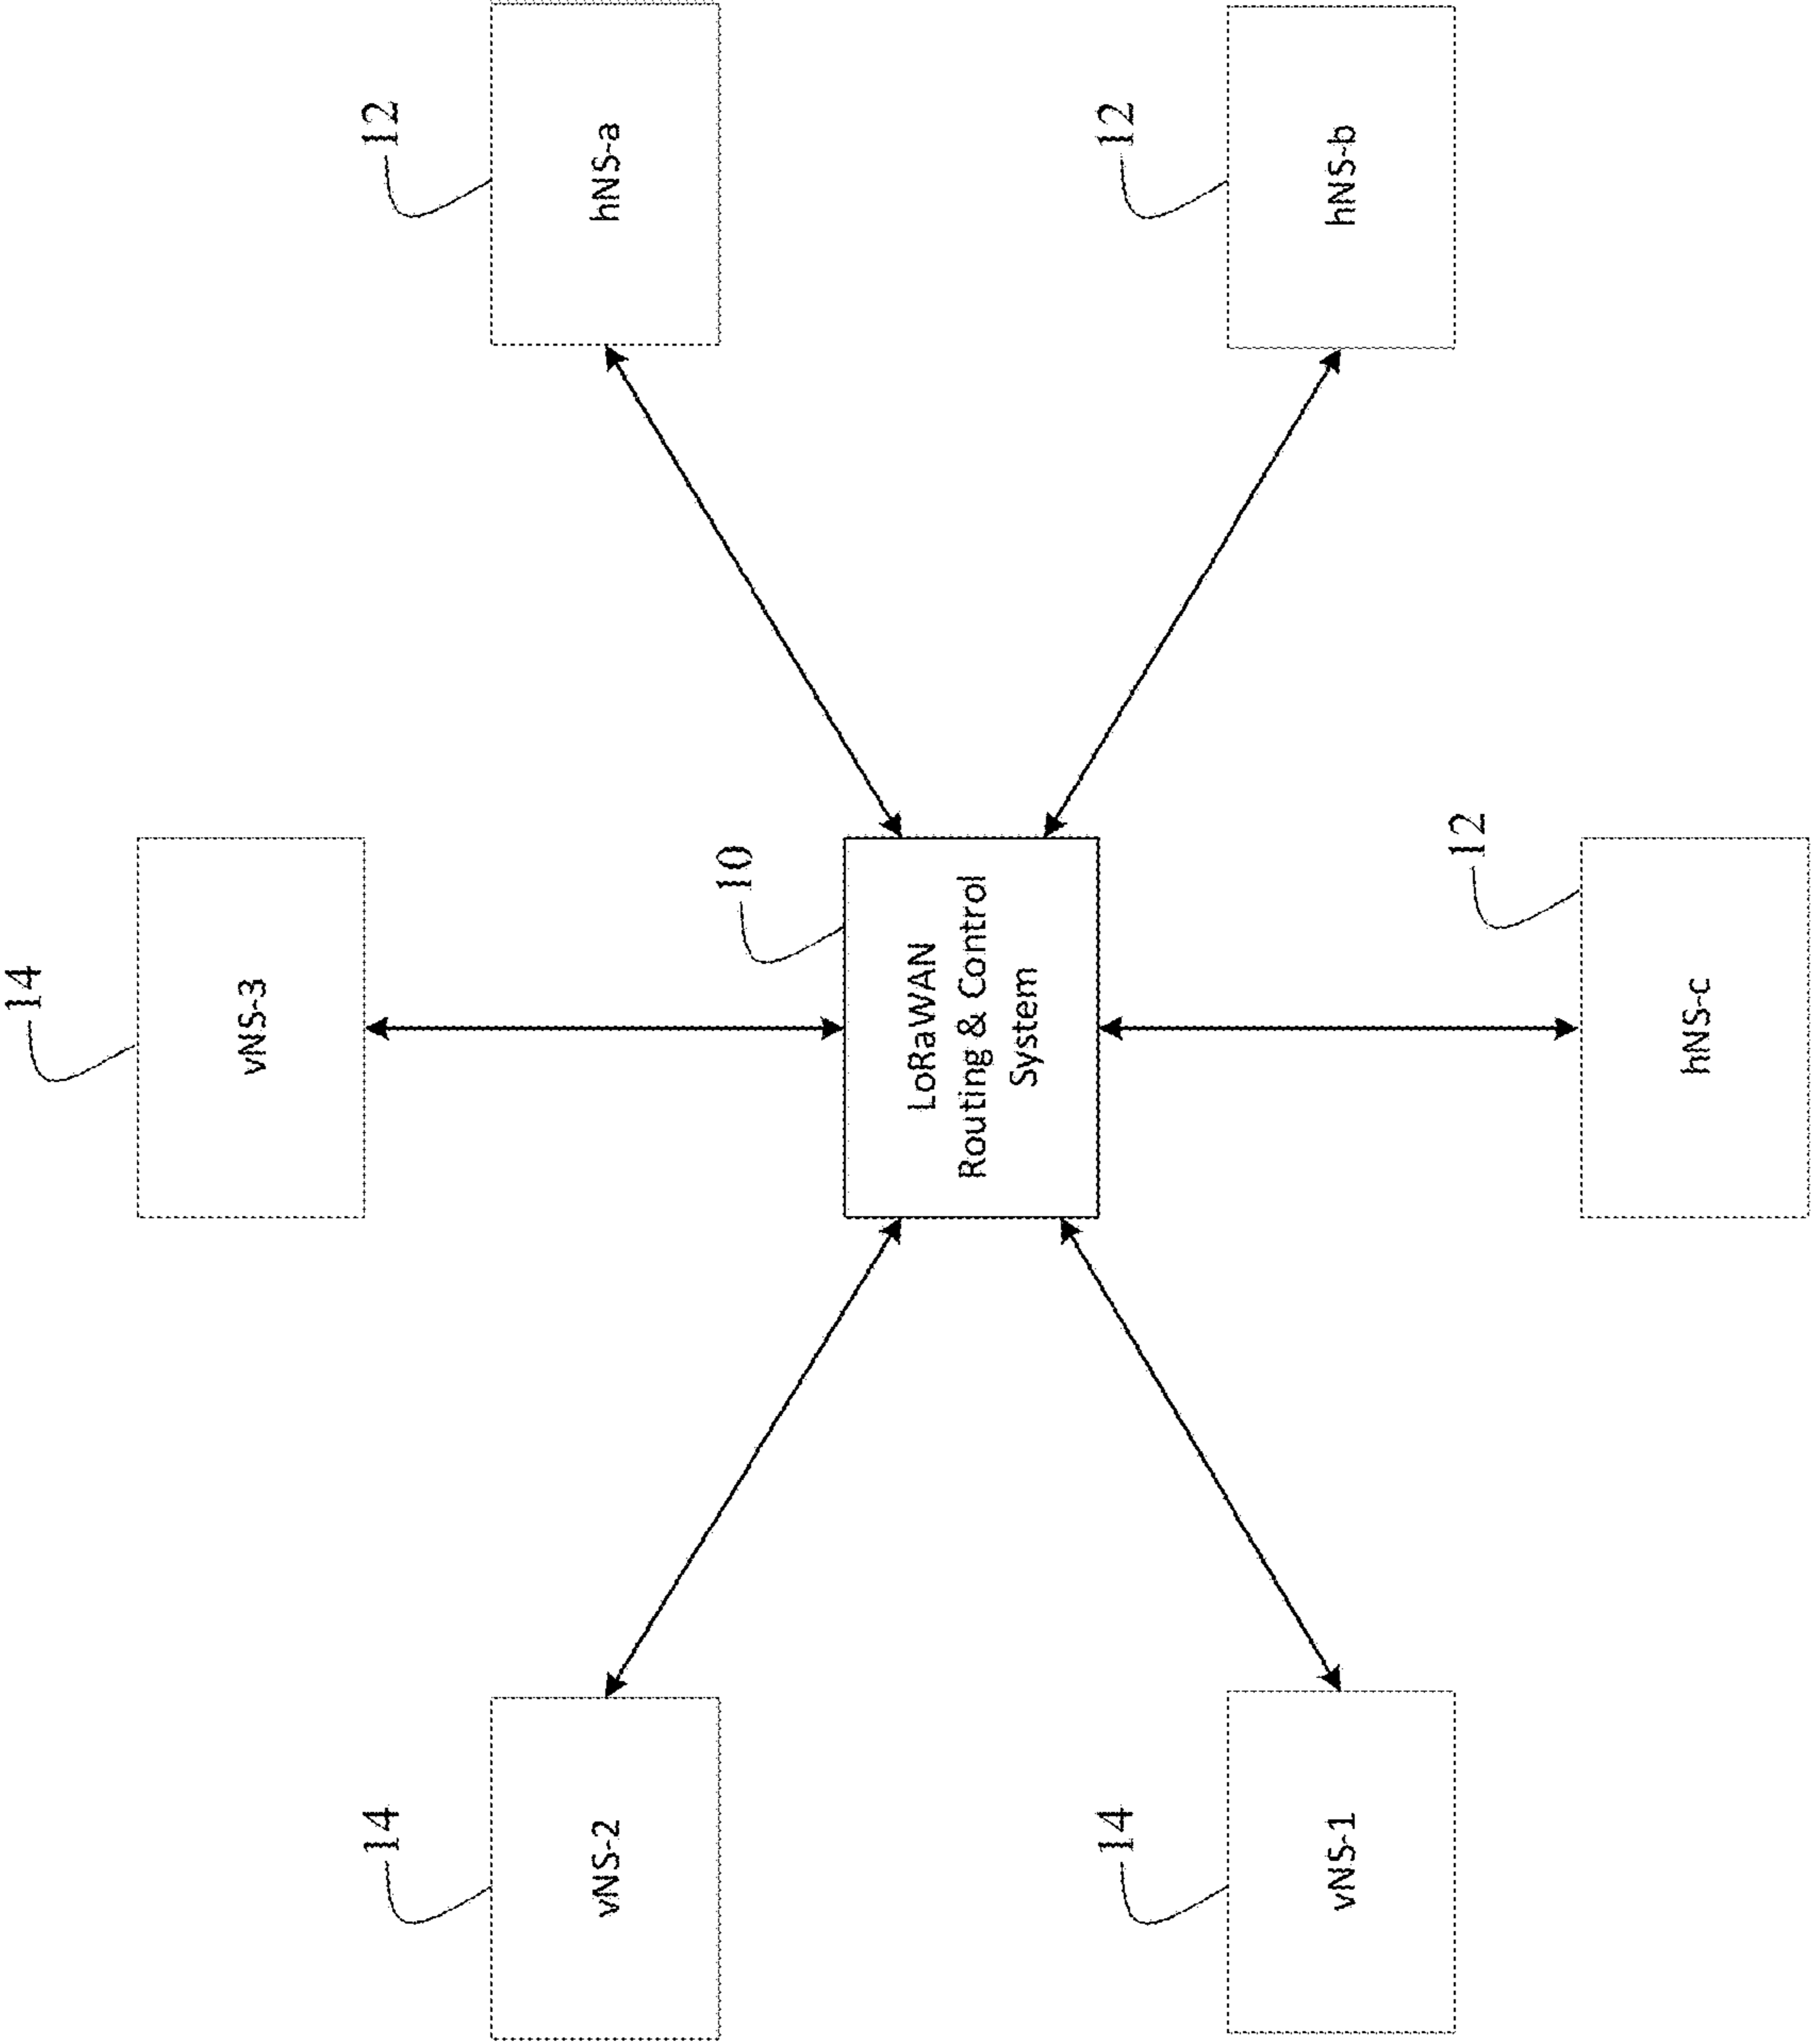 14
vNS-3
14
12
vNS-2
hNS-a
10
LoRaWAN
Routing & Control
System
14
12
vNS-1
hNS-b
12
hNS-c